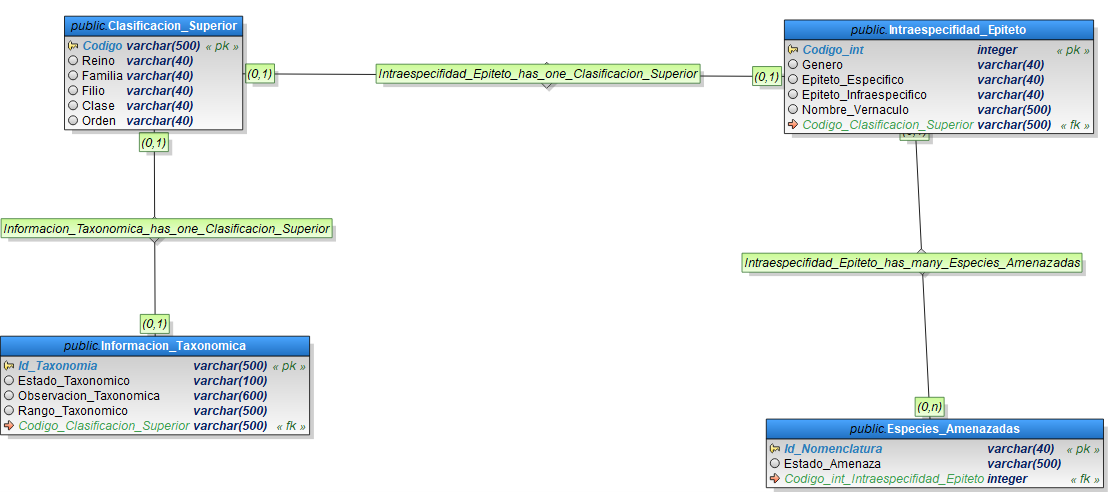 public.Clasificacion_Superior
Codigo varchar(500) « pk »
Reino varchar(40)
Familia varchar(40)
Filio varchar(40)
Clase varchar(40)
Orden varchar(40)
(0,1)
Intraespecifidad_Epiteto_has_one_Clasificacion_Superior
(0,1)
public.Intraespecifidad_Epiteto
Codigo_int integer « pk »
Genero varchar(40)
Epiteto_Especifico varchar(40)
Epiteto_Infraespecifico varchar(40)
Nombre_Vernaculo varchar(500)
Codigo_Clasificacion_Superior varchar(500) « fk »
(0,1)
Informacion_Taxonomica_has_one_Clasificacion_Superior
(0,1)
public.Informacion_Taxonomica
Id_Taxonomia varchar(500) « pk »
Estado_Taxonomico varchar(100)
Observacion_Taxonomica varchar(600)
Rango_Taxonomico varchar(500)
Codigo_Clasificacion_Superior varchar(500) « fk »
Intraespecifidad_Epiteto_has_many_Especies_Amenazadas
(0,n)
public.Especies_Amenazadas
Id_Nomenclatura varchar(40) « pk »
Estado_Amenaza varchar(500)
Codigo_int_Intraespecifidad_Epiteto integer « fk »